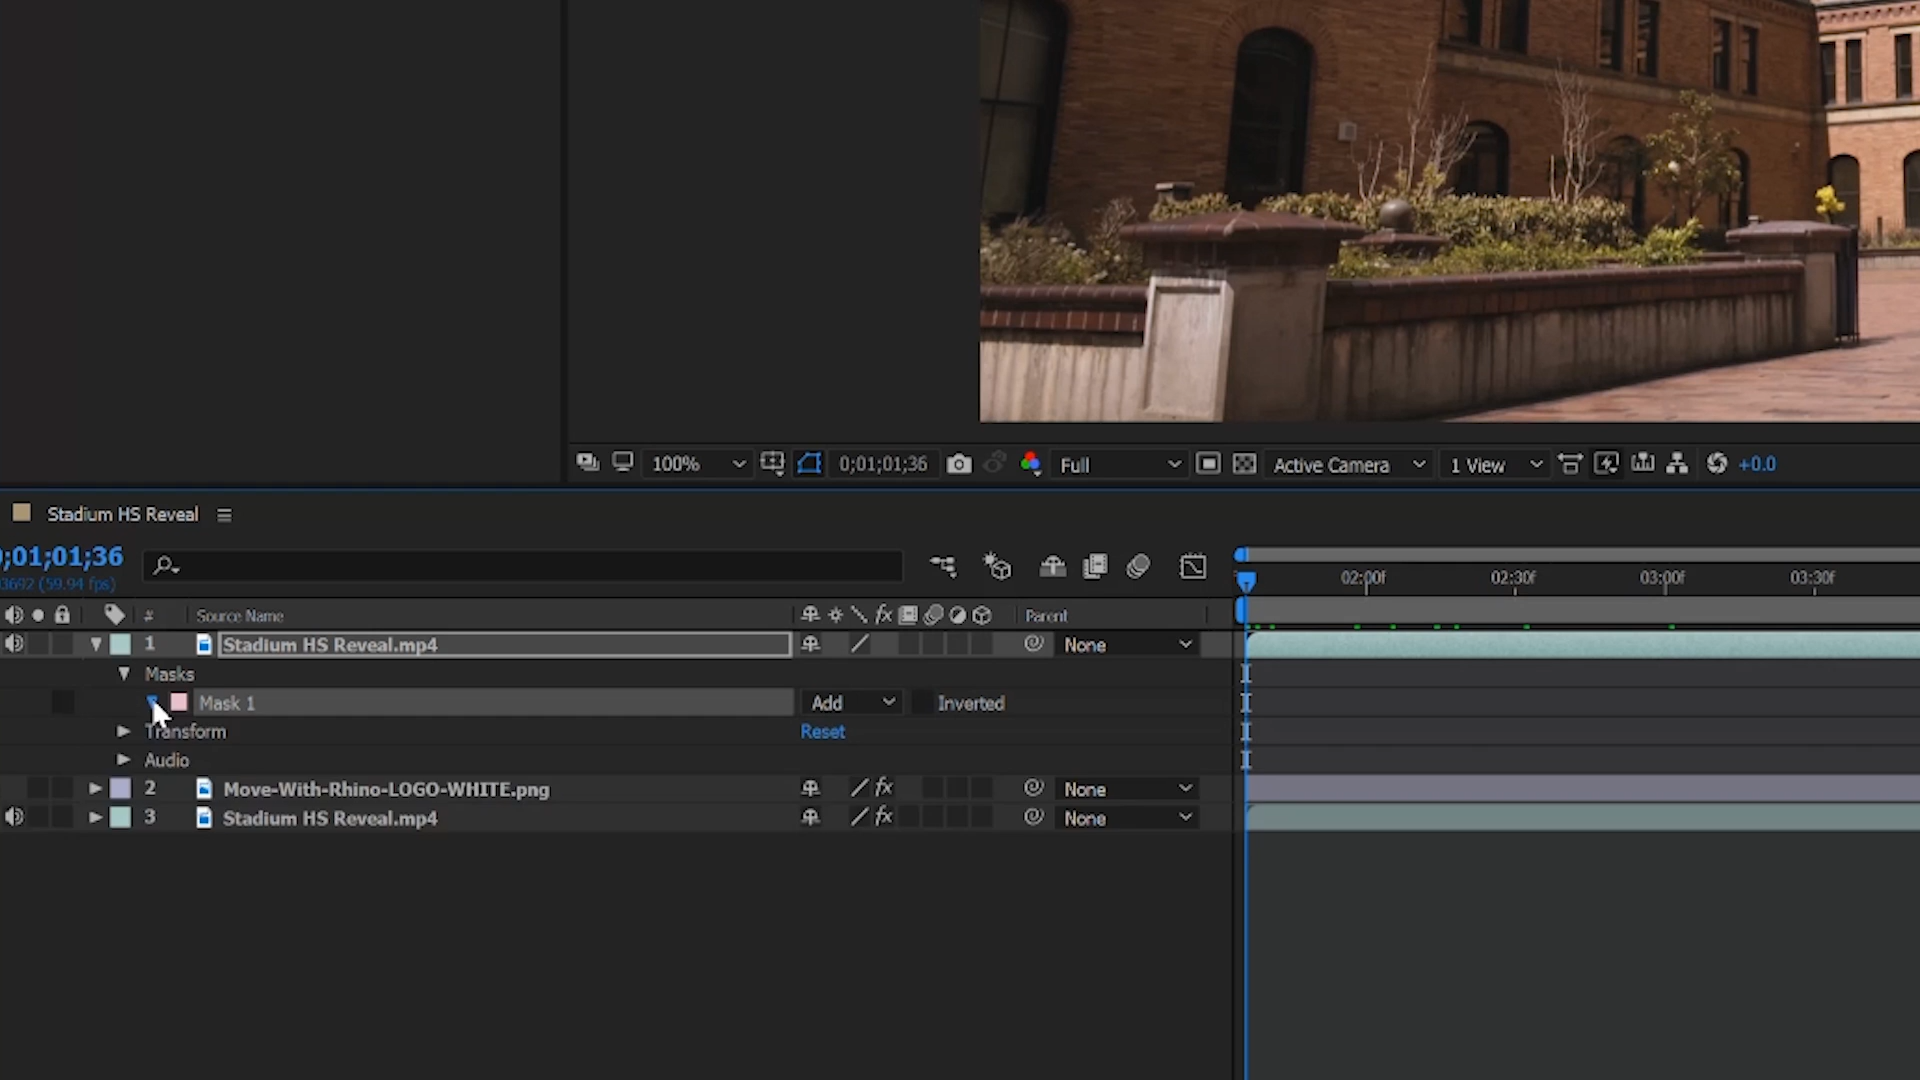 100%
0;01;01;36
Full
Active Camera
1 View
+0.0
Stadium HS Reveal
;01;01;36
3692 (59.94 fps)
02:00f
02:30f
03:00f
03:30f
#
Source Name
fx
Parent
1
Stadium HS Reveal.mp4
None
Masks
Mask 1
Add
Inverted
Transform
Reset
Audio
2
Move-With-Rhino-LOGO-WHITE.png
fx
None
3
Stadium HS Reveal.mp4
fx
None